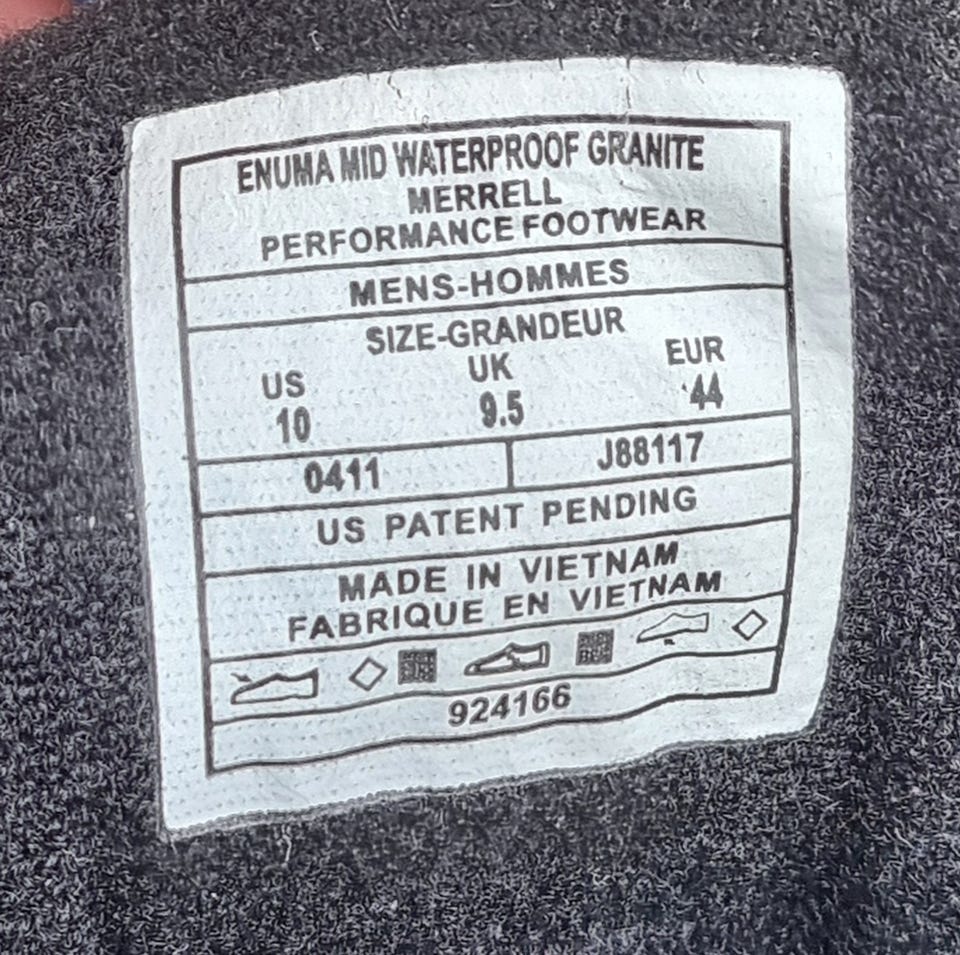 ENUMA MID WATERPROOF GRANITE
MERRELL
PERFORMANCE FOOTWEAR
MENS-HOMMES
SIZE-GRANDEUR
US UK EUR
10 9.5 44
0411 J88117
US PATENT PENDING
MADE IN VIETNAM
FABRIQUE EN VIETNAM
924166